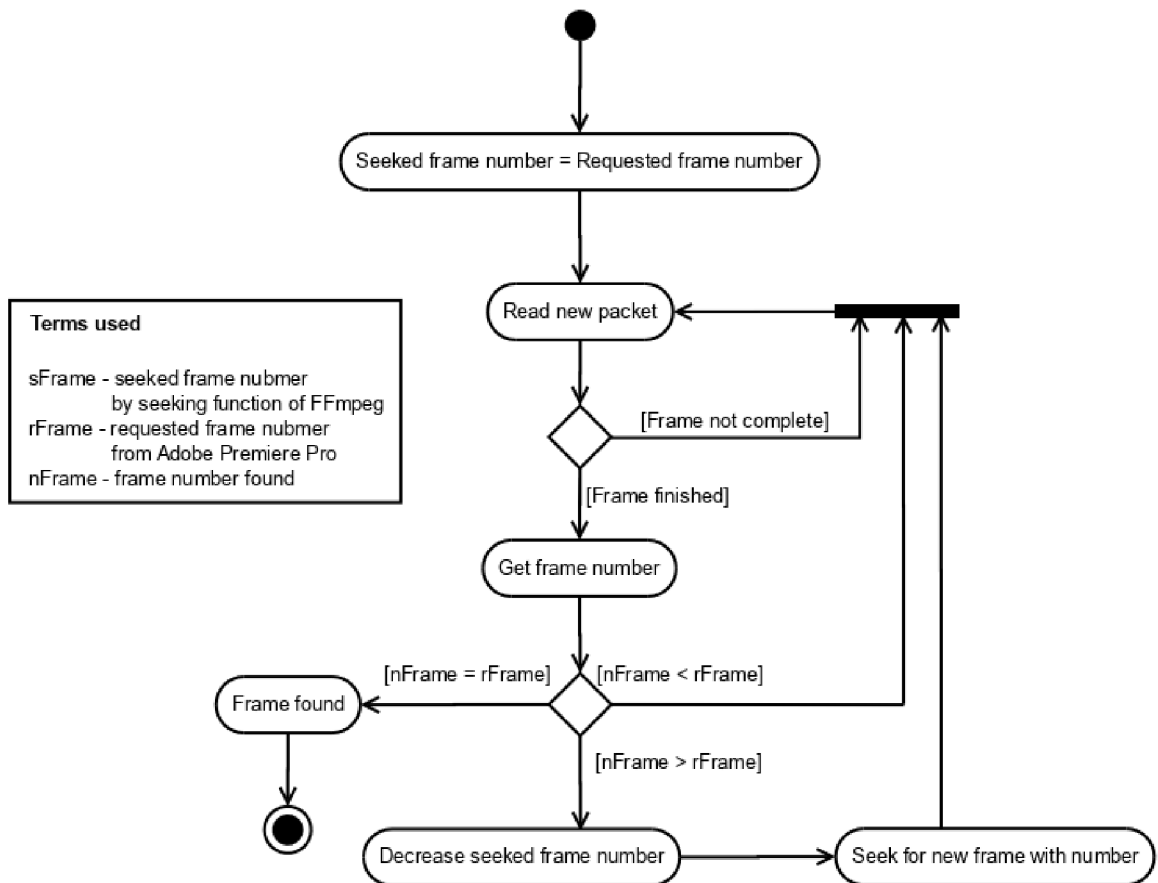 Seeked frame number = Requested frame number
Read new packet
Terms used
sFrame - seeked frame nubmer
by seeking function of FFmpeg
rFrame - requested frame nubmer
from Adobe Premiere Pro
nFrame - frame number found
[Frame not complete]
[Frame finished]
Get frame number
[nFrame = rFrame]
[nFrame < rFrame]
Frame found
[nFrame > rFrame]
Decrease seeked frame number
Seek for new frame with number